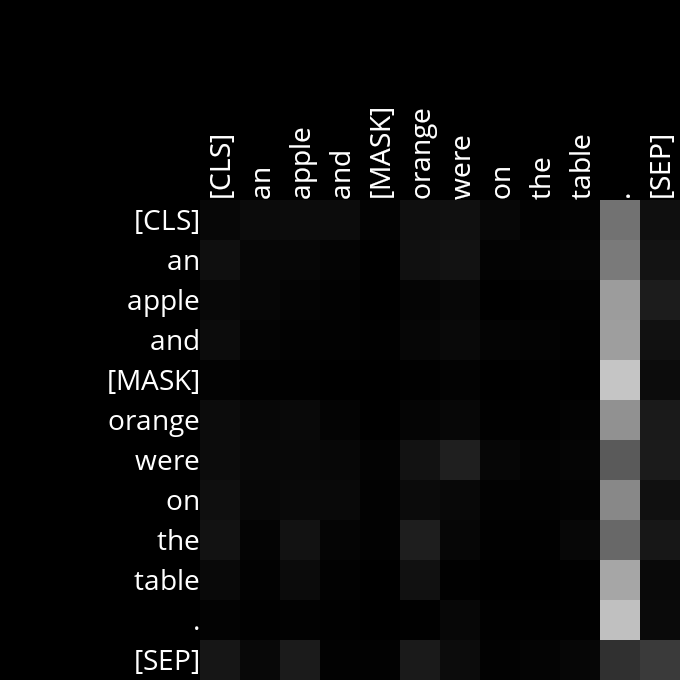 [CLS] an apple and [MASK] orange were on the table . [SEP]
[CLS]
an
apple
and
[MASK]
orange
were
on
the
table
.
[SEP]